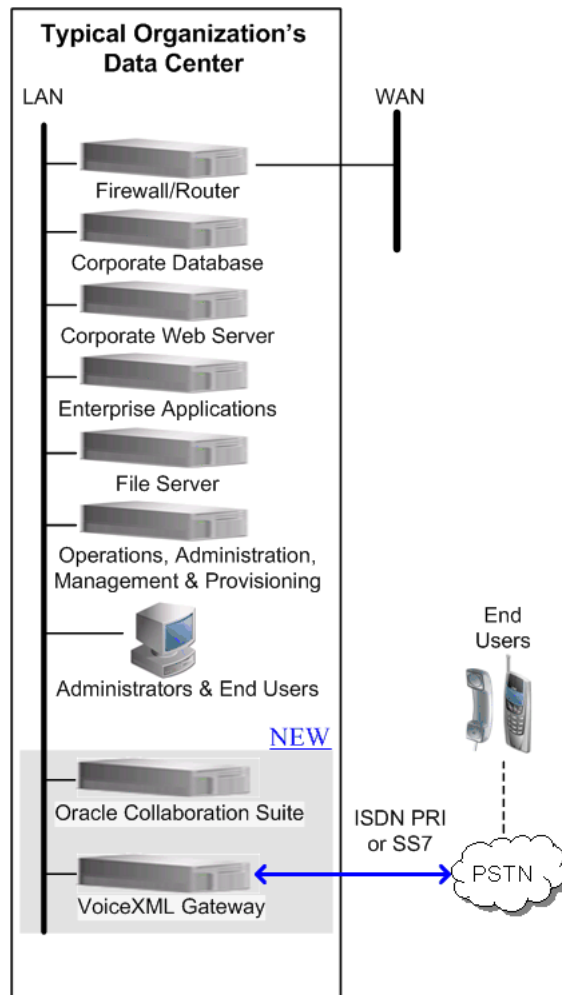 Typical Organization's
Data Center
LAN
WAN
Firewall/Router
Corporate Database
Corporate Web Server
Enterprise Applications
File Server
Operations, Administration,
Management & Provisioning
Administrators & End Users
End
Users
NEW
Oracle Collaboration Suite
ISDN PRI
or SS7
PSTN
VoiceXML Gateway